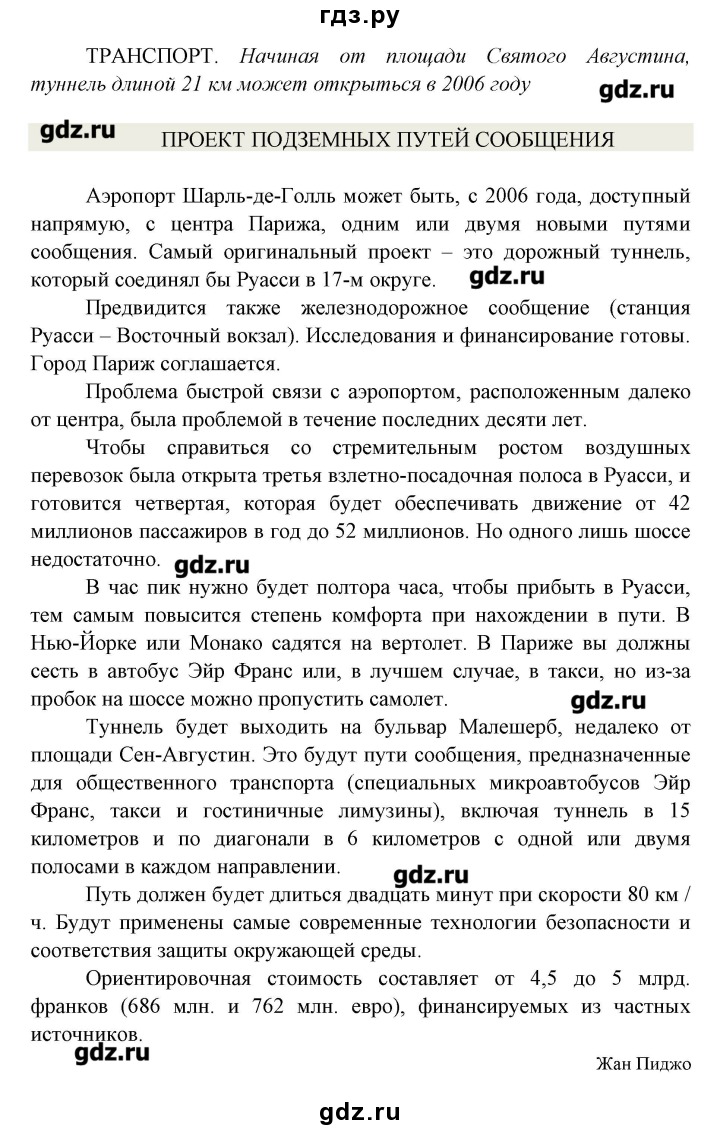 гдз.ру
ТРАНСПОРТ. Начиная от площади Святого Августина,
туннель длиной 21 км может открыться в 2006 году
gdz.ru
gdz.ru
ПРОЕКТ ПОДЗЕМНЫХ ПУТЕЙ СООБЩЕНИЯ
Аэропорт Шарль-де-Голль может быть, с 2006 года, доступный
напрямую, с центра Парижа, одним или двумя новыми путями
сообщения. Самый оригинальный проект – это дорожный туннель,
который соединял бы Руасси в 17-м округе.
gdz.ru
Предвидится также железнодорожное сообщение (станция
Руасси – Восточный вокзал). Исследования и финансирование готовы.
Город Париж соглашается.
Проблема быстрой связи с аэропортом, расположенным далеко
от центра, была проблемой в течение последних десяти лет.
Чтобы справиться со стремительным ростом воздушных
перевозок была открыта третья взлетно-посадочная полоса в Руасси, и
готовится четвертая, которая будет обеспечивать движение от 42
миллионов пассажиров в год до 52 миллионов. Но одного лишь шоссе
недостаточно.
gdz.ru
В час пик нужно будет полтора часа, чтобы прибыть в Руасси,
тем самым повысится степень комфорта при нахождении в пути. В
Нью-Йорке или Монако садятся на вертолет. В Париже вы должны
сесть в автобус Эйр Франс или, в лучшем случае, в такси, но из-за
пробок на шоссе можно пропустить самолет.
gdz.ru
Туннель будет выходить на бульвар Малешерб, недалеко от
площади Сен-Августин. Это будут пути сообщения, предназначенные
для общественного транспорта (специальных микроавтобусов Эйр
Франс, такси и гостиничные лимузины), включая туннель в 15
километров и по диагонали в 6 километров с одной или двумя
полосами в каждом направлении.
gdz.ru
Путь должен будет длиться двадцать минут при скорости 80 км /
ч. Будут применены самые современные технологии безопасности и
соответствия защиты окружающей среды.
Ориентировочная стоимость составляет от 4,5 до 5 млрд.
франков (686 млн. и 762 млн. евро), финансируемых из частных
источников.
gdz.ru
Жан Пиджо
gdz.ru